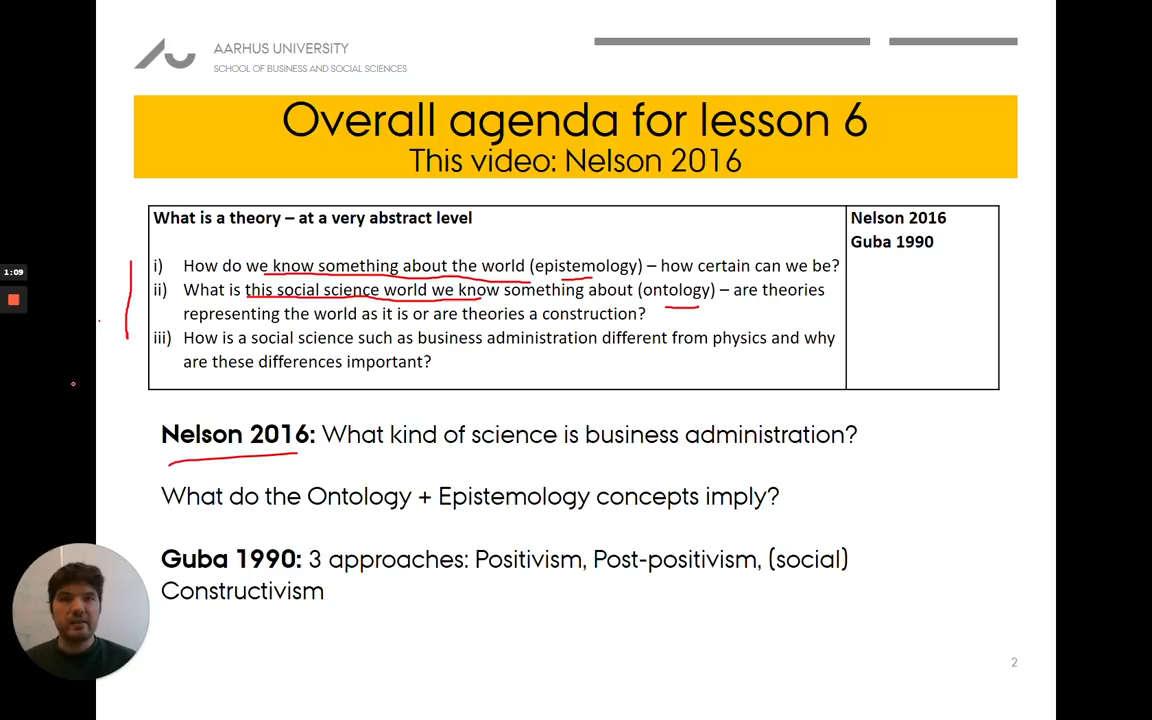 AARHUS UNIVERSITY
SCHOOL OF BUSINESS AND SOCIAL SCIENCES
Overall agenda for lesson 6
This video: Nelson 2016
What is a theory – at a very abstract level
i) How do we know something about the world (epistemology) – how certain can we be?
ii) What is this social science world we know something about (ontology) – are theories
representing the world as it is or are theories a construction?
iii) How is a social science such as business administration different from physics and why
are these differences important?
Nelson 2016
Guba 1990
1:09
Nelson 2016: What kind of science is business administration?
What do the Ontology + Epistemology concepts imply?
Guba 1990: 3 approaches: Positivism, Post-positivism, (social)
Constructivism
2